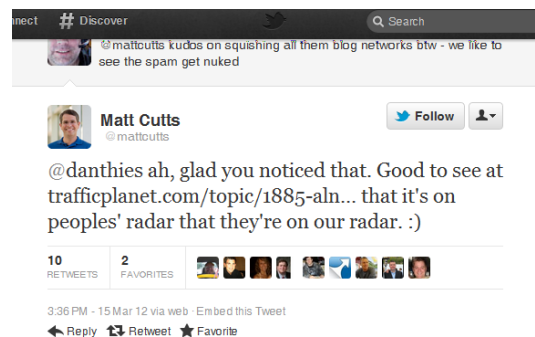 nnect # Discover Search
@mattcutts kudos on squishing all them blog networks btw - we like to
see the spam get nuked
Matt Cutts
@mattcutts
Follow
@danthies ah, glad you noticed that. Good to see at
trafficplanet.com/topic/1885-aln... that it's on
peoples' radar that they're on our radar. :)
10
RETWEETS
2
FAVORITES
3:36 PM - 15 Mar 12 via web · Embed this Tweet
Reply Retweet Favorite